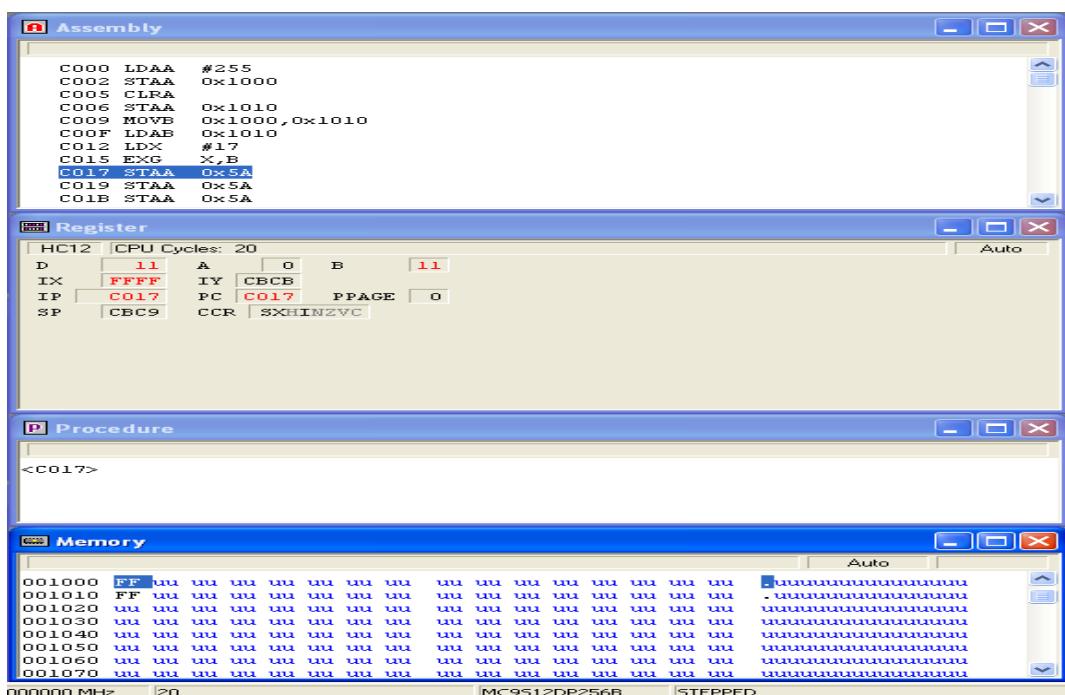 Assembly
C000 LDAA #255
C002 STAA 0x1000
C005 CLRA
C006 STAA 0x1010
C009 MOVB 0x1000,0x1010
C00F LDAB 0x1010
C012 LDX #17
C015 EXG X,B
C017 STAA 0x5A
C019 STAA 0x5A
C01B STAA 0x5A
Register
HC12 CPU Cycles: 20 Auto
D 11 A 0 B 11
IX FFFF IY CBCB
IP C017 PC C017 PPAGE 0
SP CBC9 CCR SXHINZVC
Procedure
<C017>
Memory
Auto
001000 FF uu uu uu uu uu uu uu uu uu uu uu uu uu uu uu .uuuuuuuuuuuuuuu
001010 FF uu uu uu uu uu uu uu uu uu uu uu uu uu uu uu .uuuuuuuuuuuuuuu
001020 uu uu uu uu uu uu uu uu uu uu uu uu uu uu uu uu uuuuuuuuuuuuuuuu
001030 uu uu uu uu uu uu uu uu uu uu uu uu uu uu uu uu uuuuuuuuuuuuuuuu
001040 uu uu uu uu uu uu uu uu uu uu uu uu uu uu uu uu uuuuuuuuuuuuuuuu
001050 uu uu uu uu uu uu uu uu uu uu uu uu uu uu uu uu uuuuuuuuuuuuuuuu
001060 uu uu uu uu uu uu uu uu uu uu uu uu uu uu uu uu uuuuuuuuuuuuuuuu
001070 uu uu uu uu uu uu uu uu uu uu uu uu uu uu uu uu uuuuuuuuuuuuuuuu
000000 MHz 20 MC9S12DP256B STEPPED